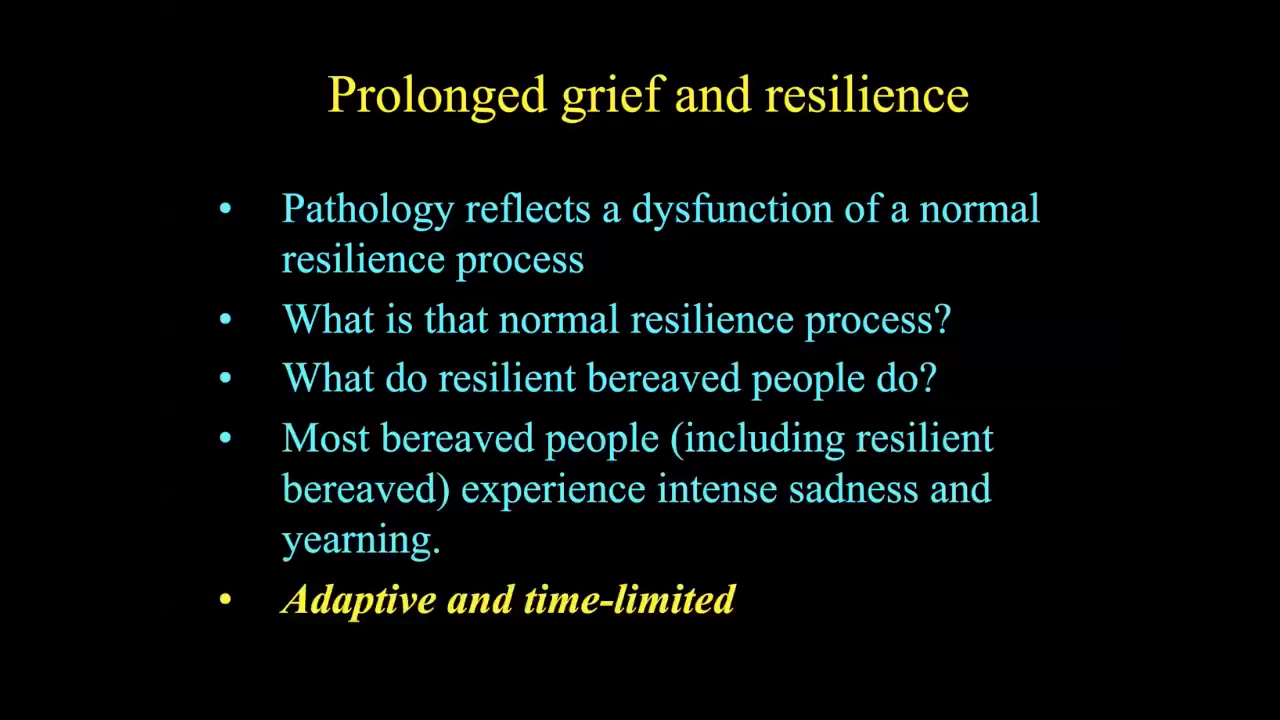 Prolonged grief and resilience
• Pathology reflects a dysfunction of a normal
resilience process
• What is that normal resilience process?
• What do resilient bereaved people do?
• Most bereaved people (including resilient
bereaved) experience intense sadness and
yearning.
• Adaptive and time-limited